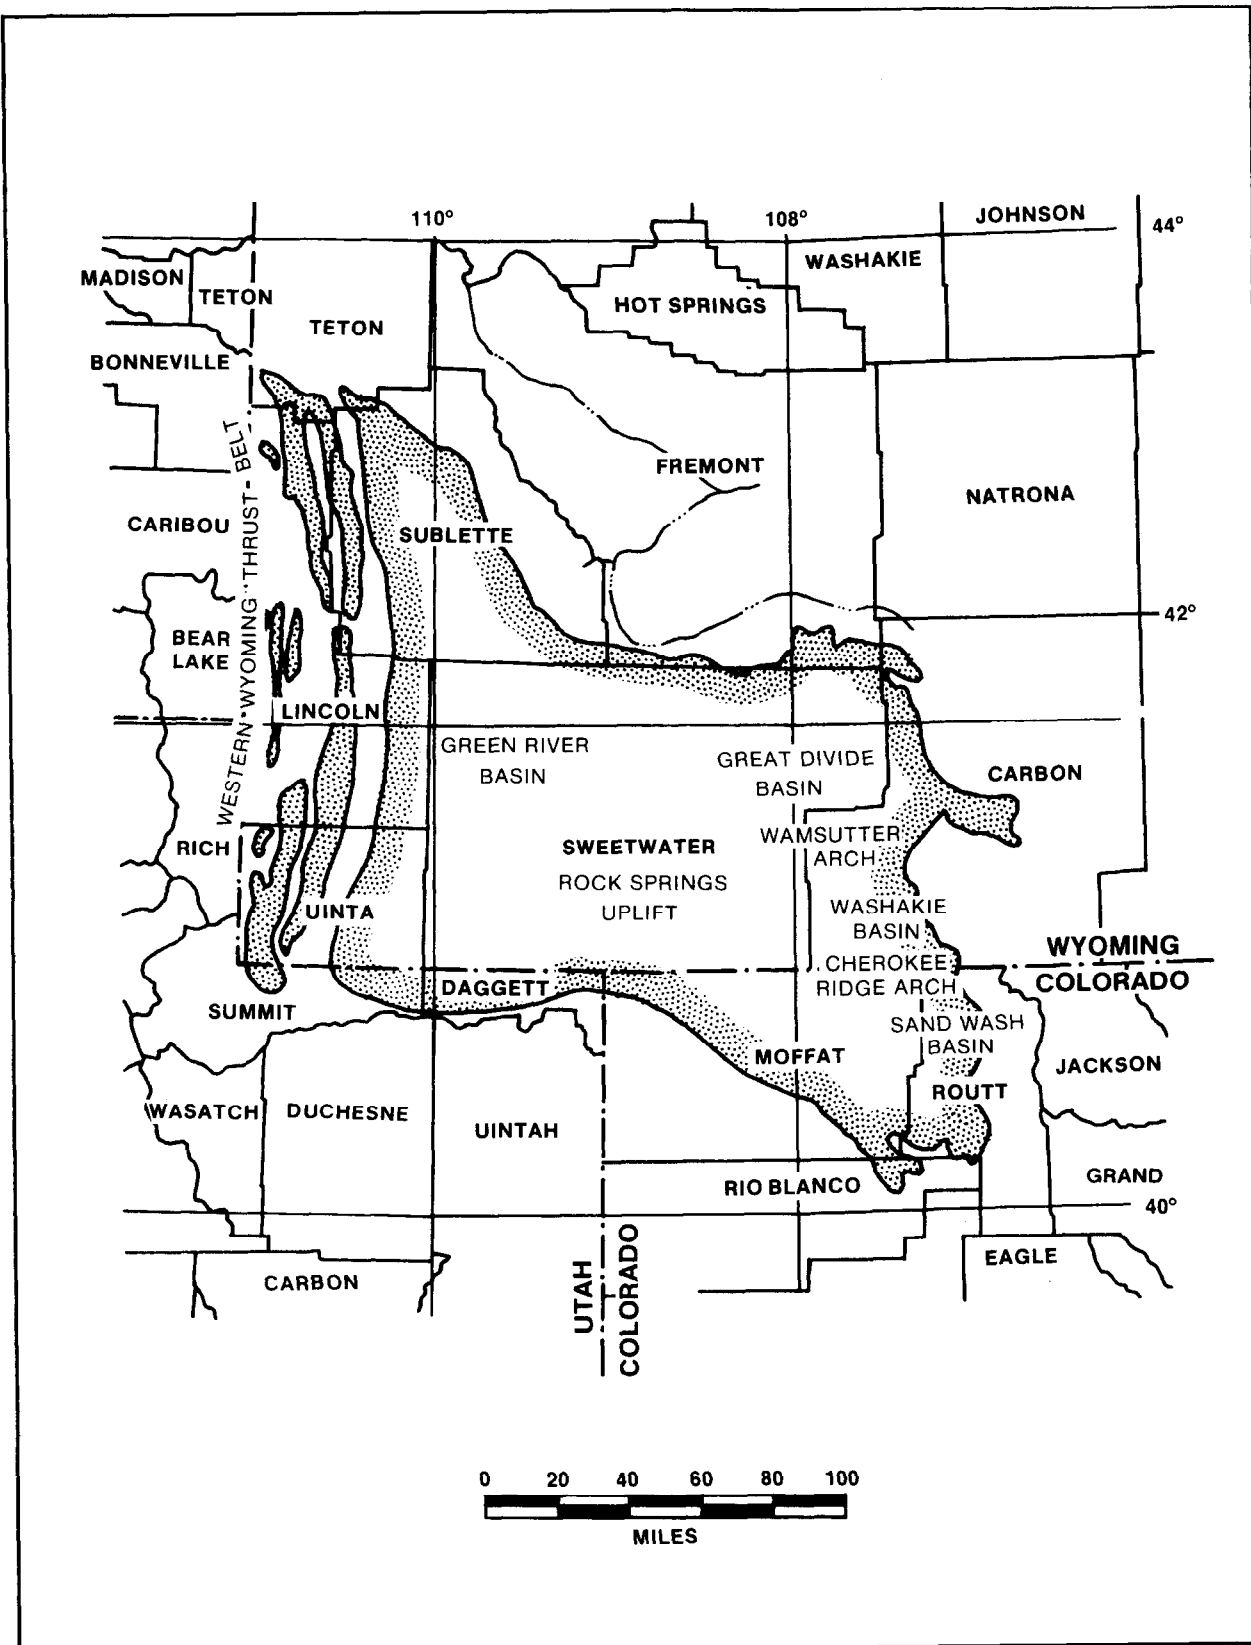 110°
108°
JOHNSON
44°
MADISON
TETON
WASHAKIE
HOT SPRINGS
TETON
BONNEVILLE
WESTERN WYOMING THRUST BELT
FREMONT
NATRONA
CARIBOU
SUBLETTE
42°
BEAR
LAKE
LINCOLN
GREEN RIVER
BASIN
GREAT DIVIDE
BASIN
CARBON
RICH
SWEETWATER
WAMSUTTER
ARCH
ROCK SPRINGS
UPLIFT
UINTA
WASHAKIE
BASIN
WYOMING
COLORADO
CHEROKEE
RIDGE ARCH
DAGGETT
SUMMIT
SAND WASH
BASIN
MOFFAT
JACKSON
ROUTT
WASATCH
DUCHESNE
UINTAH
RIO BLANCO
GRAND
40°
EAGLE
CARBON
UTAH
COLORADO
0 20 40 60 80 100
MILES